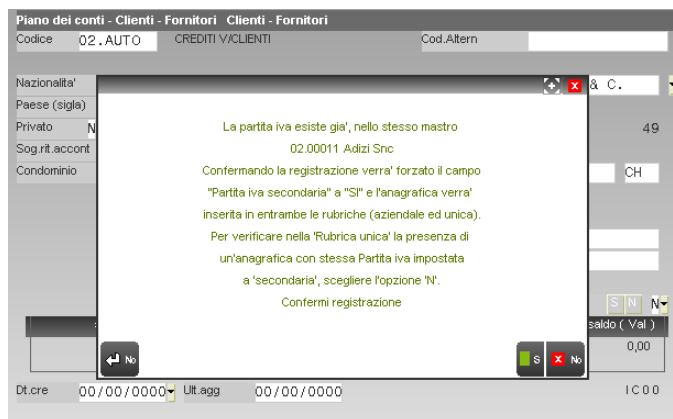 Piano dei conti - Clienti - Fornitori Clienti - Fornitori
Codice 02.AUTO CREDITI V/CLIENTI Cod.Altern
Nazionalita' & C.
Paese (sigla)
Privato N 49
Sog.rit.accont
Condominio CH
La partita iva esiste gia', nello stesso mastro
02.00011 Adizi Snc
Confermando la registrazione verra' forzato il campo
"Partita iva secondaria" a "SI" e l'anagrafica verra'
inserita in entrambe le rubriche (aziendale ed unica).
Per verificare nella 'Rubrica unica' la presenza di
un'anagrafica con stessa Partita iva impostata
a 'secondaria', scegliere l'opzione 'N'.
Confermi registrazione
S N N
saldo ( Val )
0,00
No S No
Dt.cre 00/00/0000 Ult.agg 00/00/0000 IC00